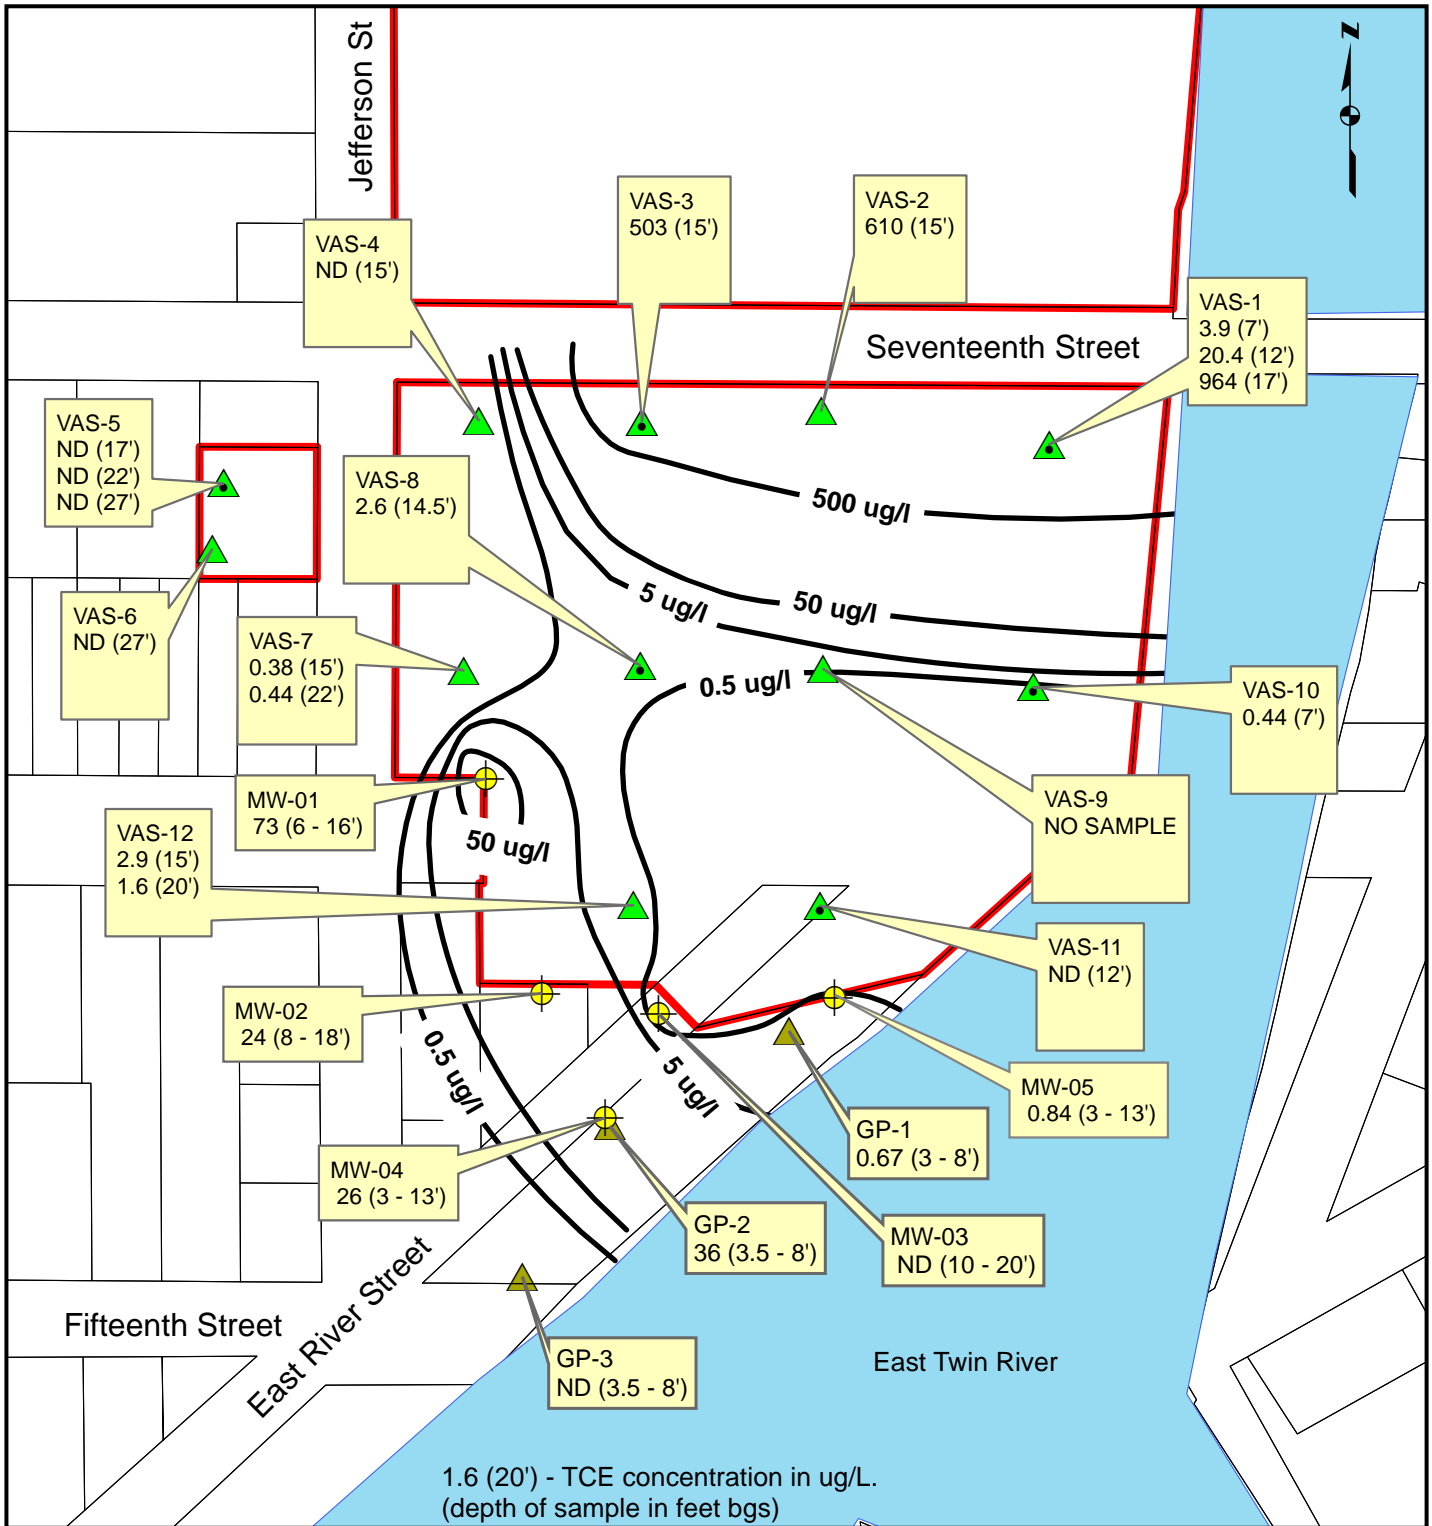 Jefferson St
N
VAS-3
503 (15')
VAS-2
610 (15')
VAS-4
ND (15')
VAS-1
3.9 (7')
20.4 (12')
964 (17')
Seventeenth Street
VAS-5
ND (17')
ND (22')
ND (27')
VAS-8
2.6 (14.5')
500 ug/l
VAS-6
ND (27')
5 ug/l
50 ug/l
VAS-7
0.38 (15')
0.44 (22')
0.5 ug/l
VAS-10
0.44 (7')
MW-01
73 (6 - 16')
VAS-9
NO SAMPLE
50 ug/l
VAS-12
2.9 (15')
1.6 (20')
VAS-11
ND (12')
MW-02
24 (8 - 18')
0.5 ug/l
5 ug/l
MW-05
0.84 (3 - 13')
GP-1
0.67 (3 - 8')
MW-04
26 (3 - 13')
GP-2
36 (3.5 - 8')
MW-03
ND (10 - 20')
Fifteenth Street
East River Street
GP-3
ND (3.5 - 8')
East Twin River
1.6 (20') - TCE concentration in ug/L.
(depth of sample in feet bgs)